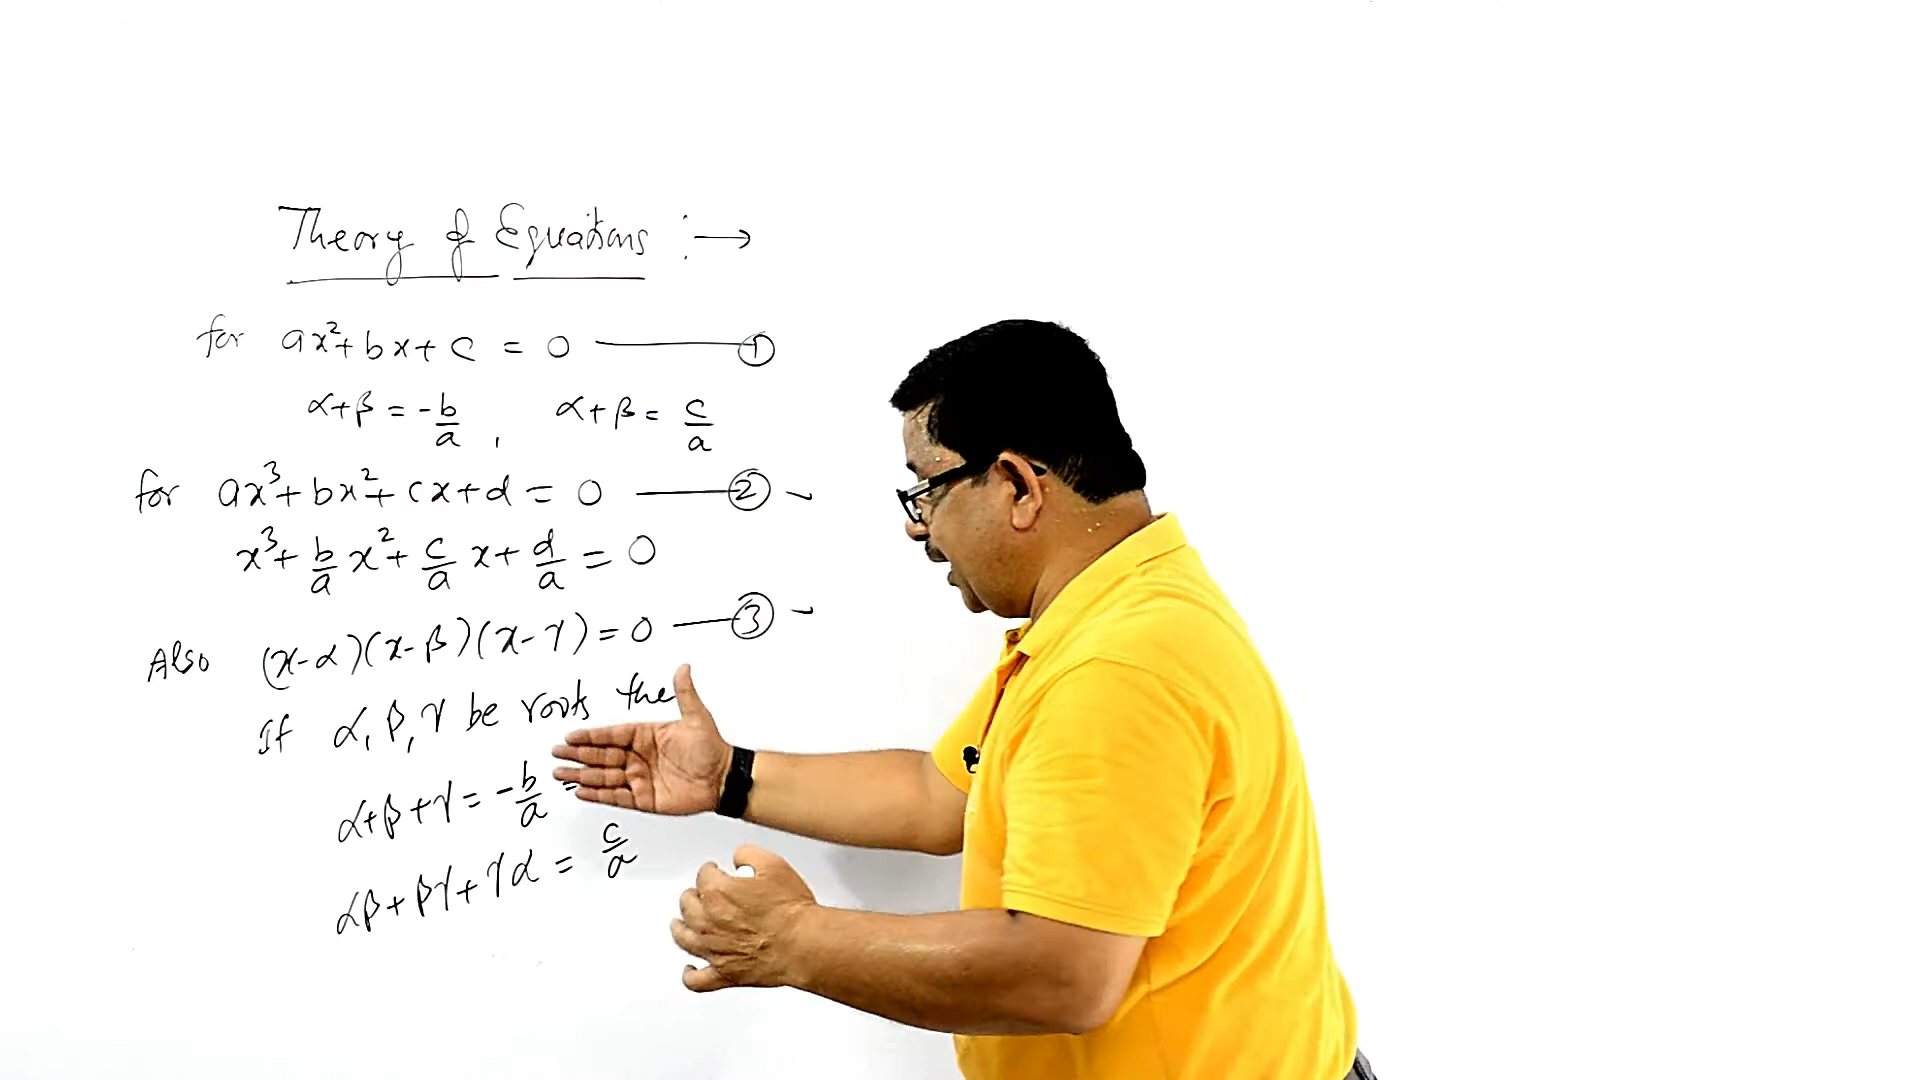 Theory of Equations :→
for ax²+bx+c = 0 ——— ①
α+β = -b/a , α+β = c/a
for ax³+bx²+cx+d = 0 ——— ②
x³+ b/a x²+ c/a x+ d/a = 0
Also (x-α)(x-β)(x-γ)=0 ——— ③
If α, β, γ be roots the
α+β+γ = -b/a =
αβ+βγ+γα = c/a